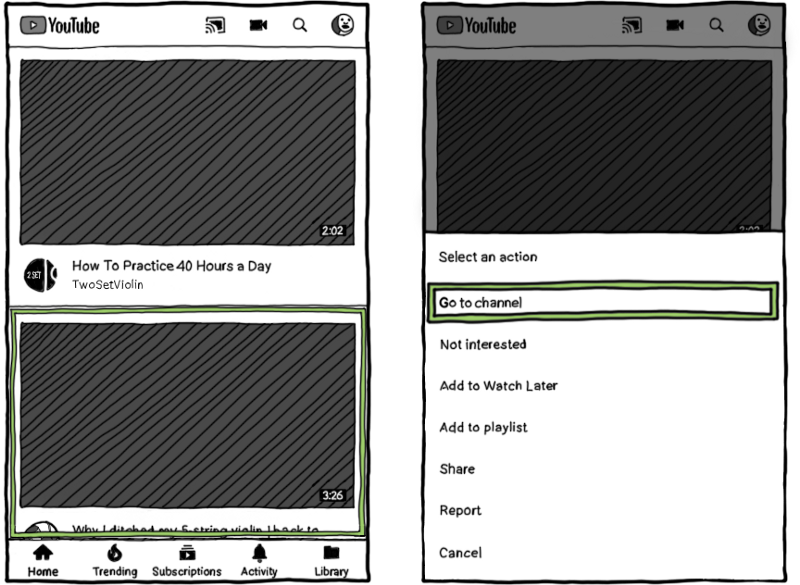 YouTube
2:02
2 SET
How To Practice 40 Hours a Day
TwoSetViolin
3:26
Why I ditched my 5-string violin | back to
Home Trending Subscriptions Activity Library
YouTube
2:02
Select an action
Go to channel
Not interested
Add to Watch Later
Add to playlist
Share
Report
Cancel